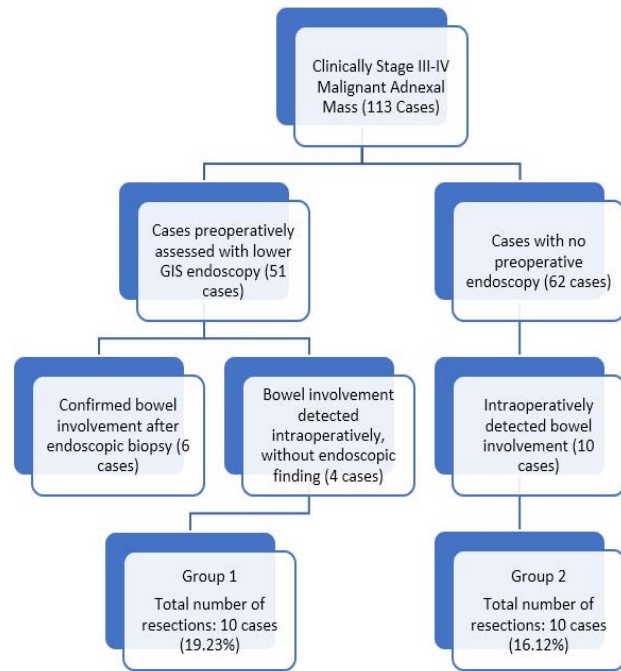 Clinically Stage III-IV
Malignant Adnexal
Mass (113 Cases)
Cases preoperatively
assessed with lower
GIS endoscopy (51
cases)
Cases with no
preoperative
endoscopy (62 cases)
Confirmed bowel
involvement after
endoscopic biopsy (6
cases)
Bowel involvement
detected
intraoperatively,
without endoscopic
finding (4 cases)
Intraoperatively
detected bowel
involvement (10
cases)
Group 1
Total number of
resections: 10 cases
(19.23%)
Group 2
Total number of
resections: 10 cases
(16.12%)